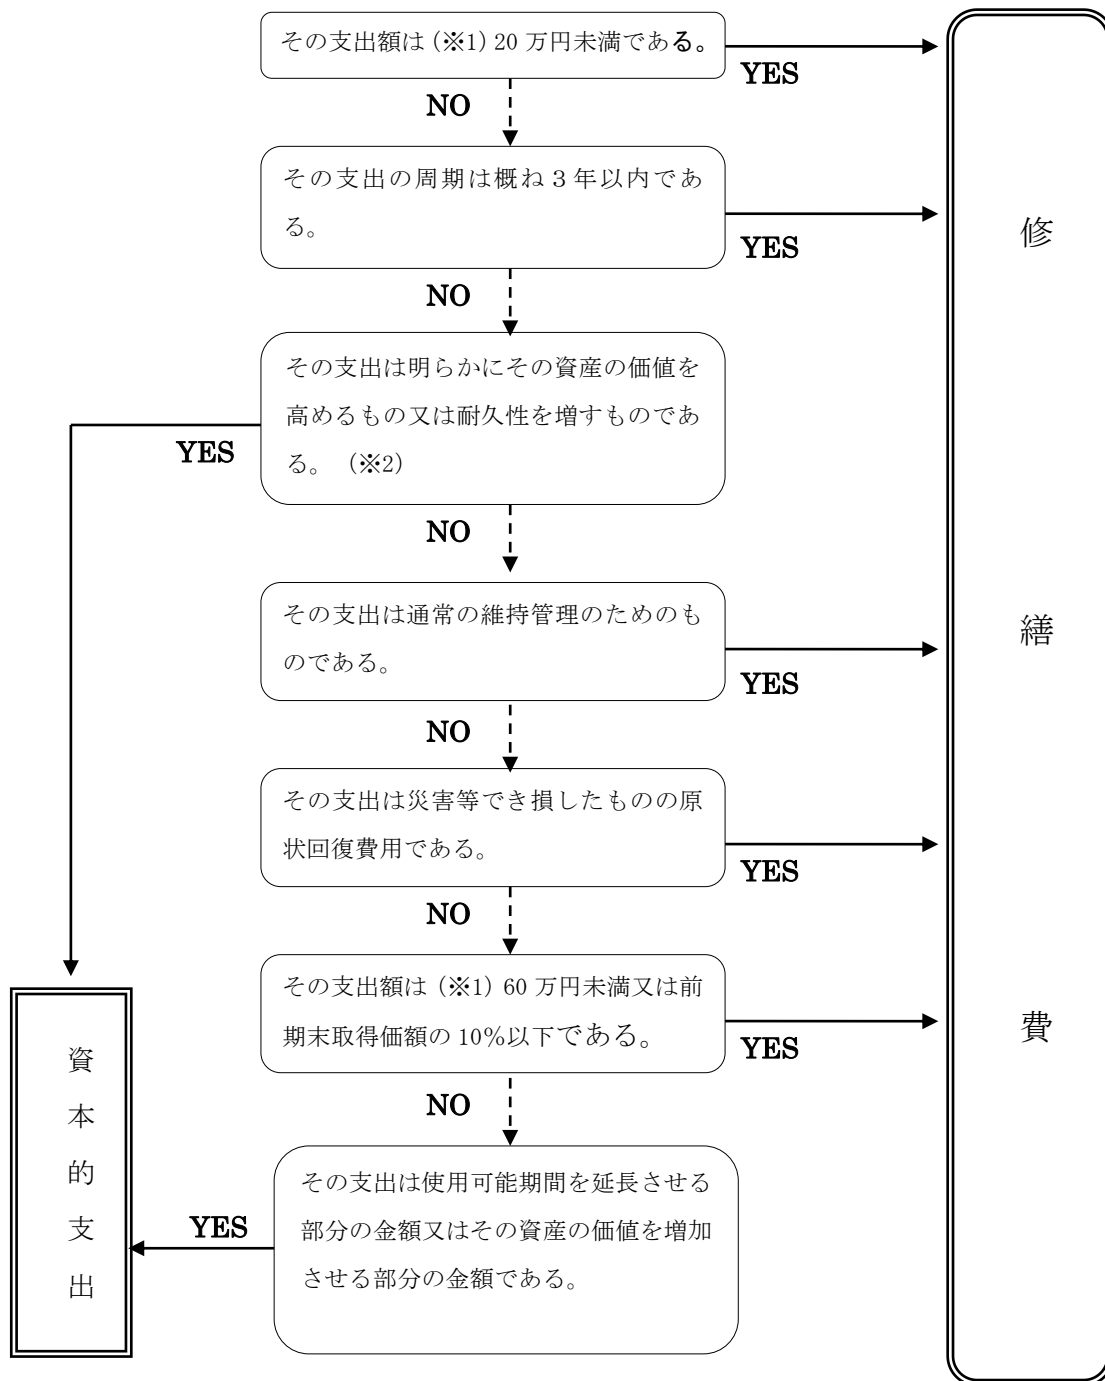 その支出額は(※1)20万円未満である。
YES
NO
その支出の周期は概ね３年以内であ
る。
YES
NO
その支出は明らかにその資産の価値を
高めるもの又は耐久性を増すものであ
る。（※2）
YES
NO
その支出は通常の維持管理のためのも
のである。
YES
NO
その支出は災害等でき損したものの原
状回復費用である。
YES
NO
その支出額は(※1)60万円未満又は前
期末取得価額の10%以下である。
YES
NO
その支出は使用可能期間を延長させる
部分の金額又はその資産の価値を増加
させる部分の金額である。
YES
資本的支出
修繕費